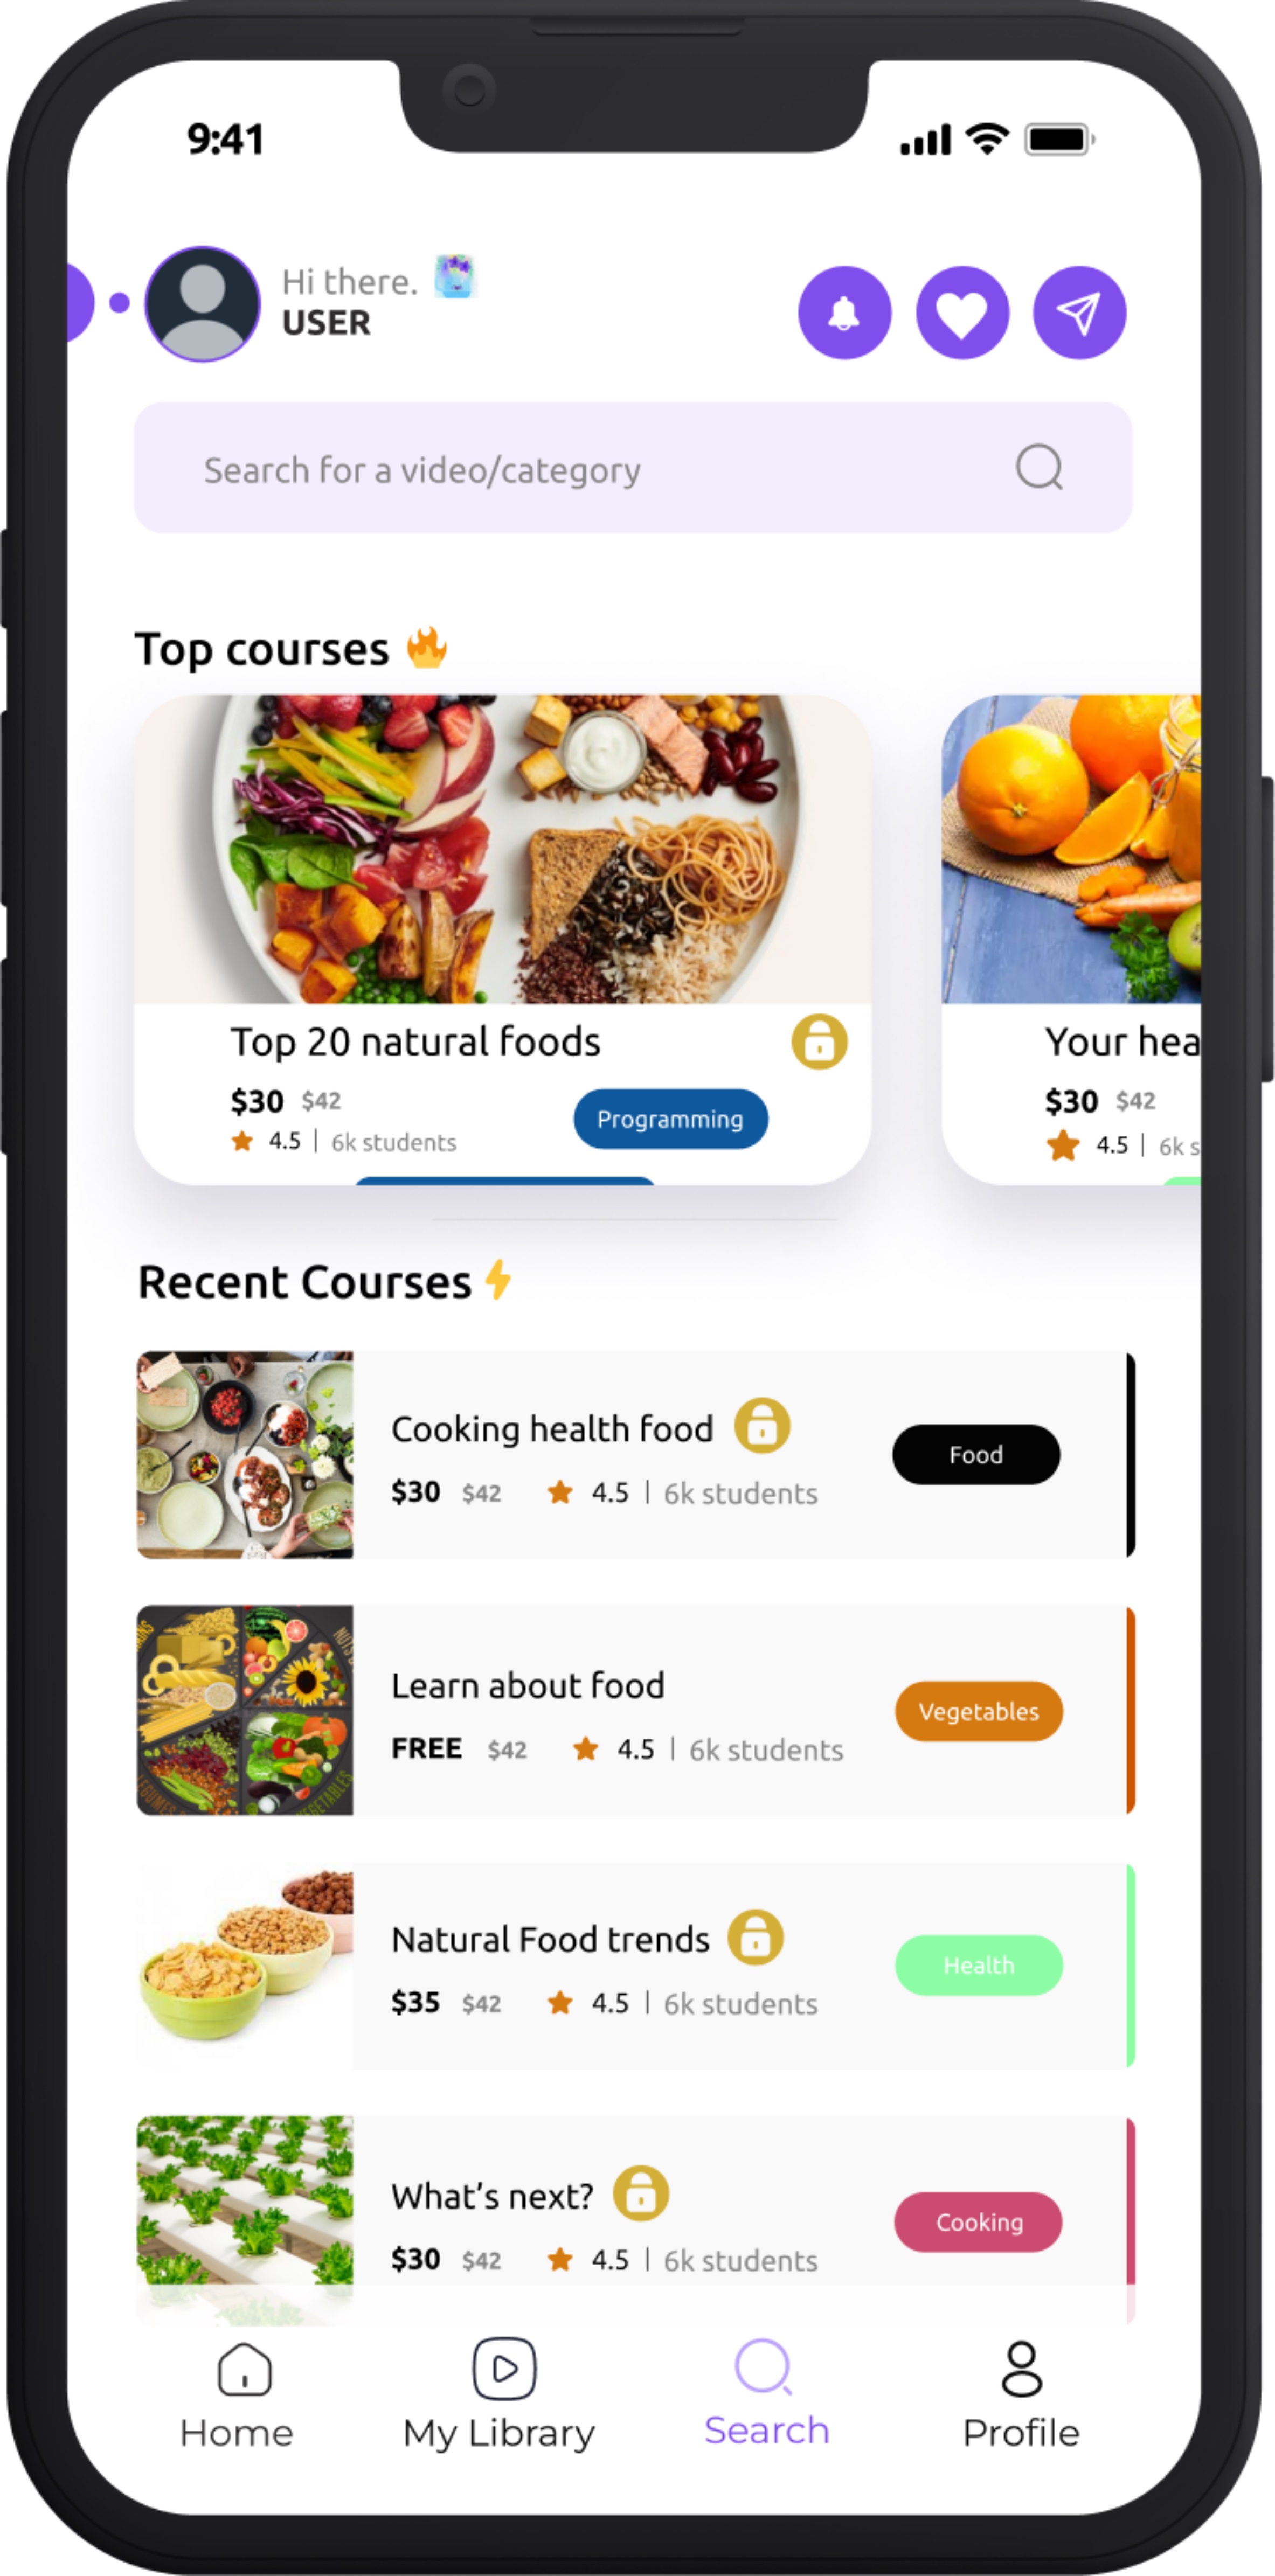 9:41
Hi there.
USER
Search for a video/category
Top courses
Top 20 natural foods
$30 $42
4.5 | 6k students
Programming
Your hea
$30 $42
4.5 | 6k s
Recent Courses
Cooking health food
$30 $42 4.5 | 6k students
Food
Learn about food
FREE $42 4.5 | 6k students
Vegetables
Natural Food trends
$35 $42 4.5 | 6k students
Health
What's next?
$30 $42 4.5 | 6k students
Cooking
Home
My Library
Search
Profile